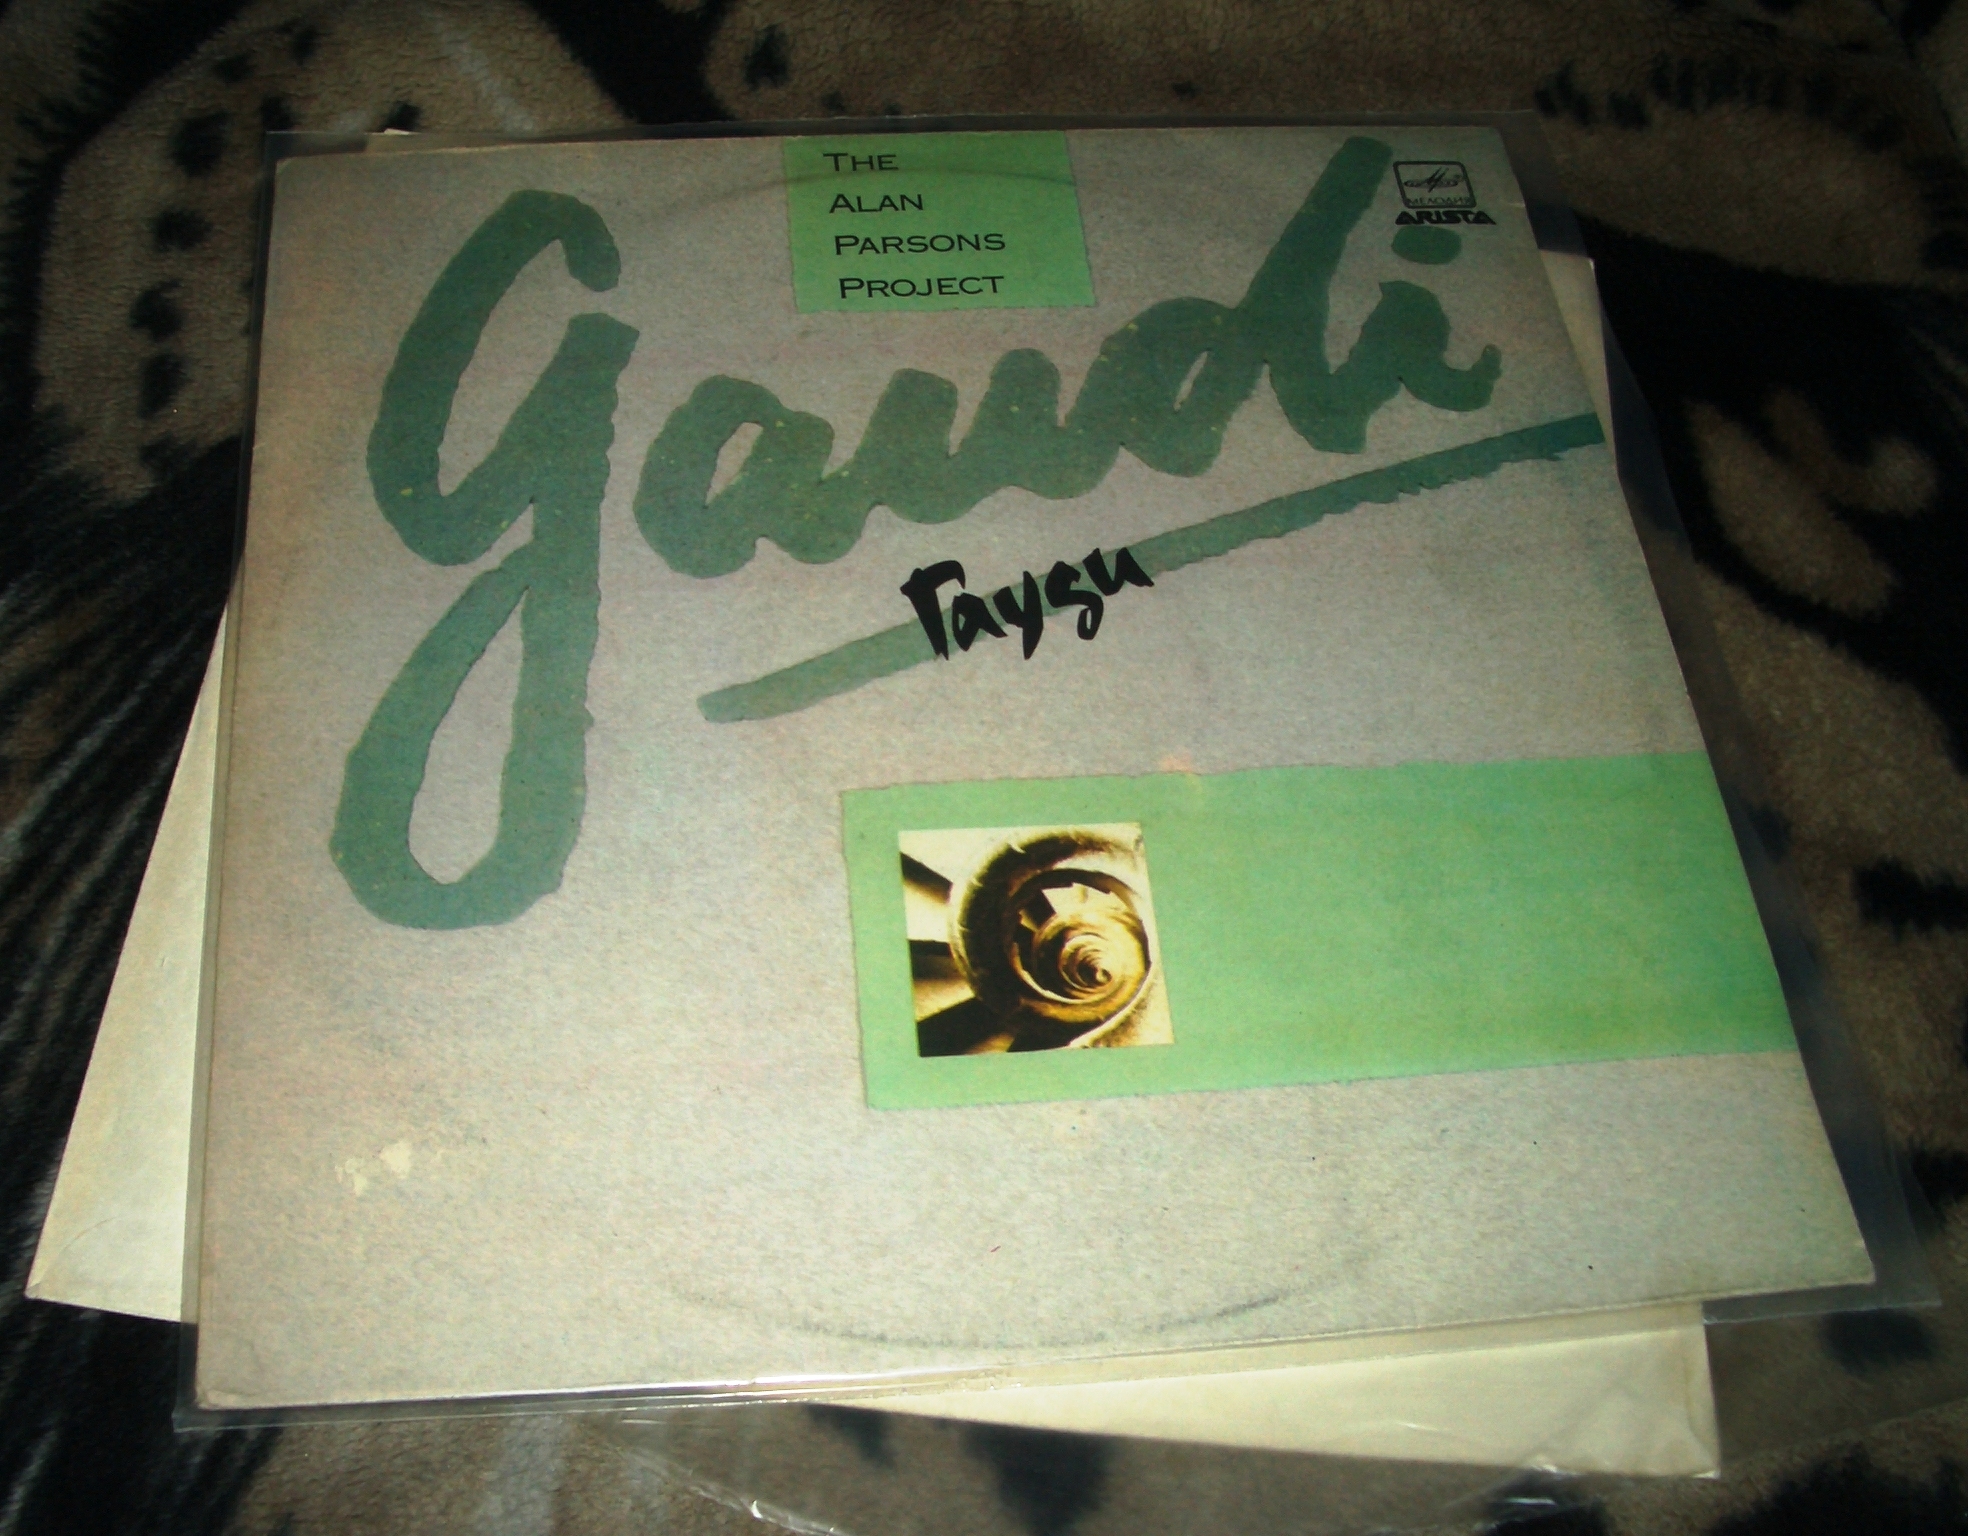 THE
ALAN
PARSONS
PROJECT
МЕЛОДИЯ
ARISTA
gaudi
Гауди